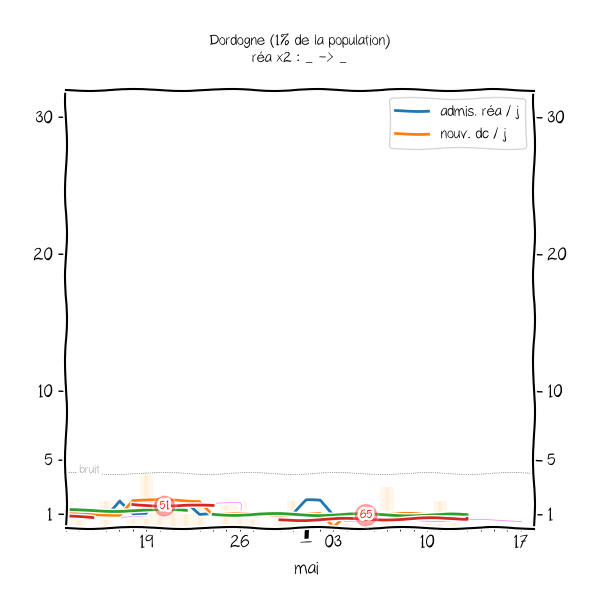 Dordogne (1% de la population)
réa x2 : _ -> _
admis. réa / j
nouv. dc / j
30
30
20
20
10
10
5
5
bruit
1
1
51
65
19
26
03
10
17
mai